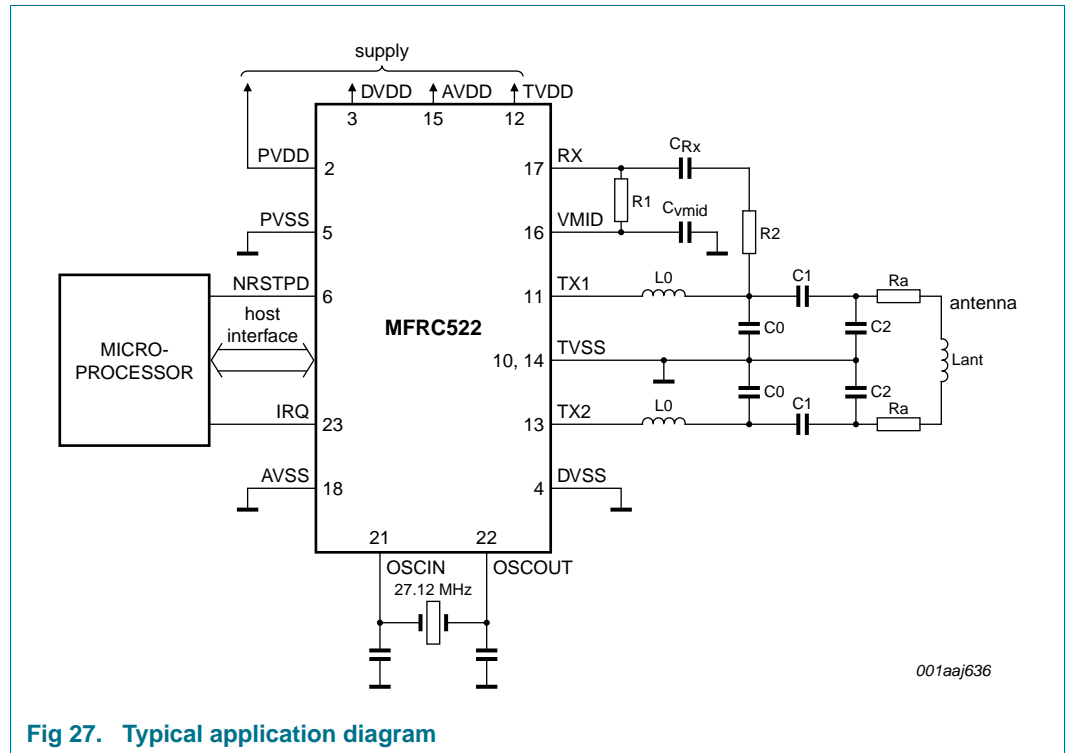 supply
DVDD AVDD TVDD
3 15 12
PVDD 2 17 RX CRx
R1
PVSS 5 16 VMID Cvmid R2
NRSTPD 6 11 TX1 L0 C1 Ra
antenna
host
interface
MFRC522
C0 C2
MICRO-
PROCESSOR
10, 14 TVSS
Lant
C0 C2
IRQ 23 13 TX2 L0 C1 Ra
AVSS 18 4 DVSS
21 22
OSCIN OSCOUT
27.12 MHz
001aaj636
Fig 27. Typical application diagram